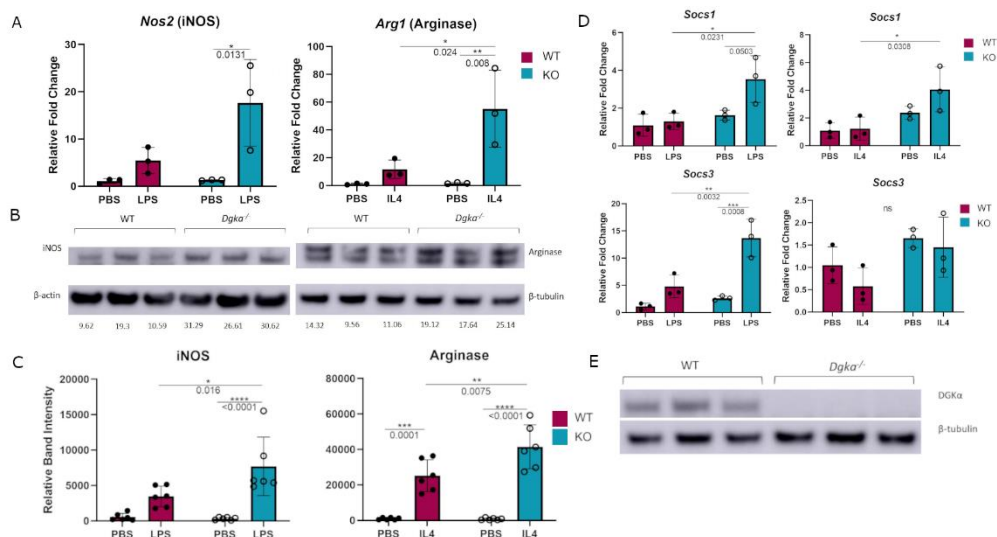 A
Nos2 (iNOS)
Relative Fold Change
30
20
10
0
PBS
LPS
PBS
LPS
*
0.0131
Arg1 (Arginase)
Relative Fold Change
100
80
60
40
20
0
PBS
IL4
PBS
IL4
*
0.024
**
0.008
WT
KO
B
WT
Dgka-/-
WT
Dgka-/-
iNOS
Arginase
β-actin
β-tubulin
9.62 19.3 10.59 31.29 26.61 30.62
14.32 9.56 11.06 19.12 17.64 25.14
C
iNOS
Relative Band Intensity
20000
15000
10000
5000
0
PBS
LPS
PBS
LPS
*
0.016
****
<0.0001
Arginase
80000
60000
40000
20000
0
PBS
IL4
PBS
IL4
***
0.0001
**
0.0075
****
<0.0001
WT
KO
D
Socs1
Relative Fold Change
6
4
2
0
PBS
LPS
PBS
LPS
*
0.0231
0.0503
Socs1
Relative Fold Change
8
6
4
2
0
PBS
IL4
PBS
IL4
*
0.0308
Socs3
Relative Fold Change
20
15
10
5
0
PBS
LPS
PBS
LPS
**
0.0032
***
0.0008
Socs3
Relative Fold Change
2.5
2.0
1.5
1.0
0.5
0.0
PBS
IL4
PBS
IL4
ns
WT
KO
E
WT
Dgka-/-
DGKα
β-tubulin